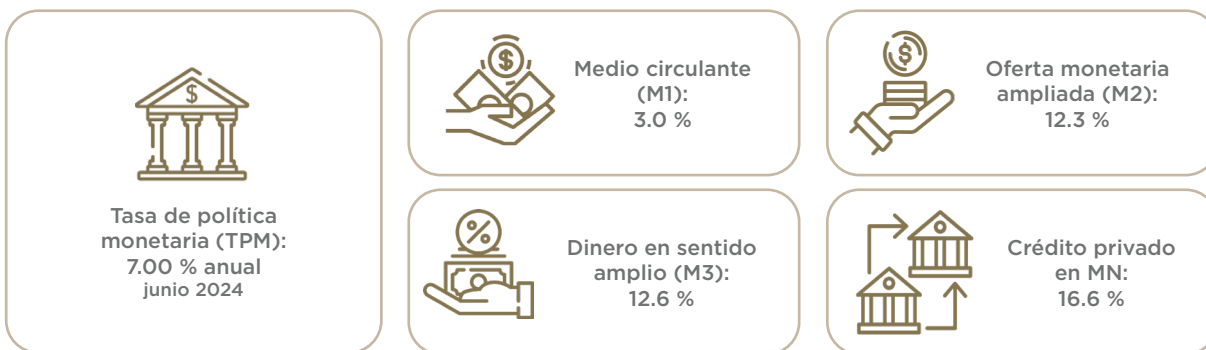 Tasa de política
monetaria (TPM):
7.00 % anual
junio 2024
Medio circulante
(M1):
3.0 %
Oferta monetaria
ampliada (M2):
12.3 %
Dinero en sentido
amplio (M3):
12.6 %
Crédito privado
en MN:
16.6 %